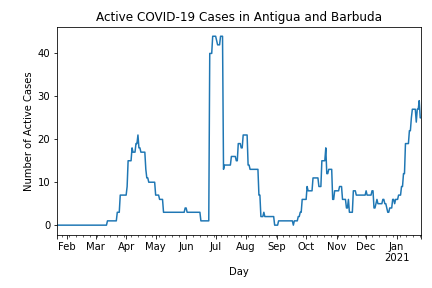 Active COVID-19 Cases in Antigua and Barbuda
Number of Active Cases
40
30
20
10
0
Feb Mar Apr May Jun Jul Aug Sep Oct Nov Dec Jan
2021
Day